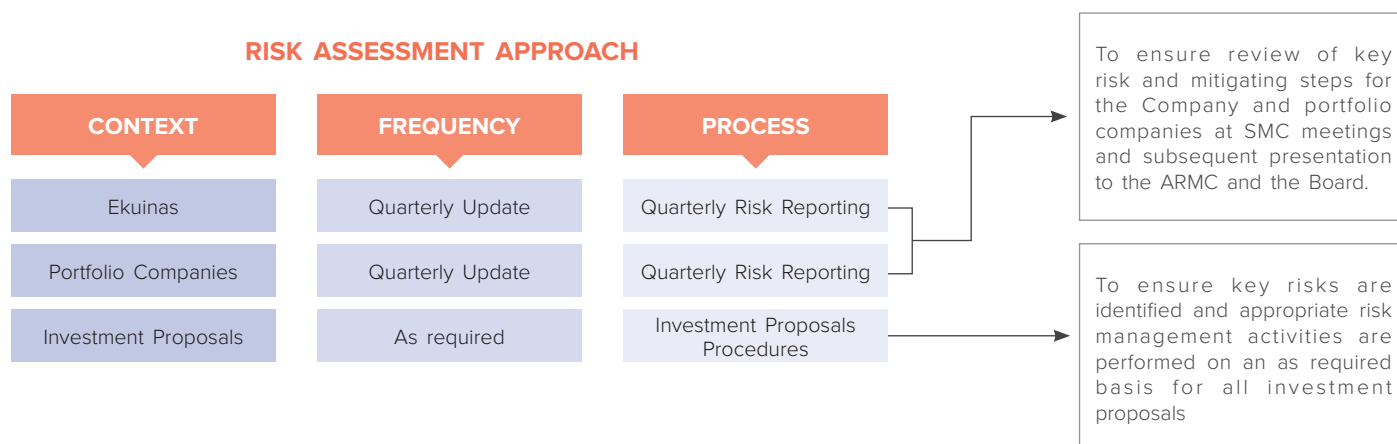 RISK ASSESSMENT APPROACH
CONTEXT
FREQUENCY
PROCESS
Ekuinas
Quarterly Update
Quarterly Risk Reporting
Portfolio Companies
Quarterly Update
Quarterly Risk Reporting
Investment Proposals
As required
Investment Proposals
Procedures
To ensure review of key
risk and mitigating steps for
the Company and portfolio
companies at SMC meetings
and subsequent presentation
to the ARMC and the Board.
To ensure key risks are
identified and appropriate risk
management activities are
performed on an as required
basis for all investment
proposals